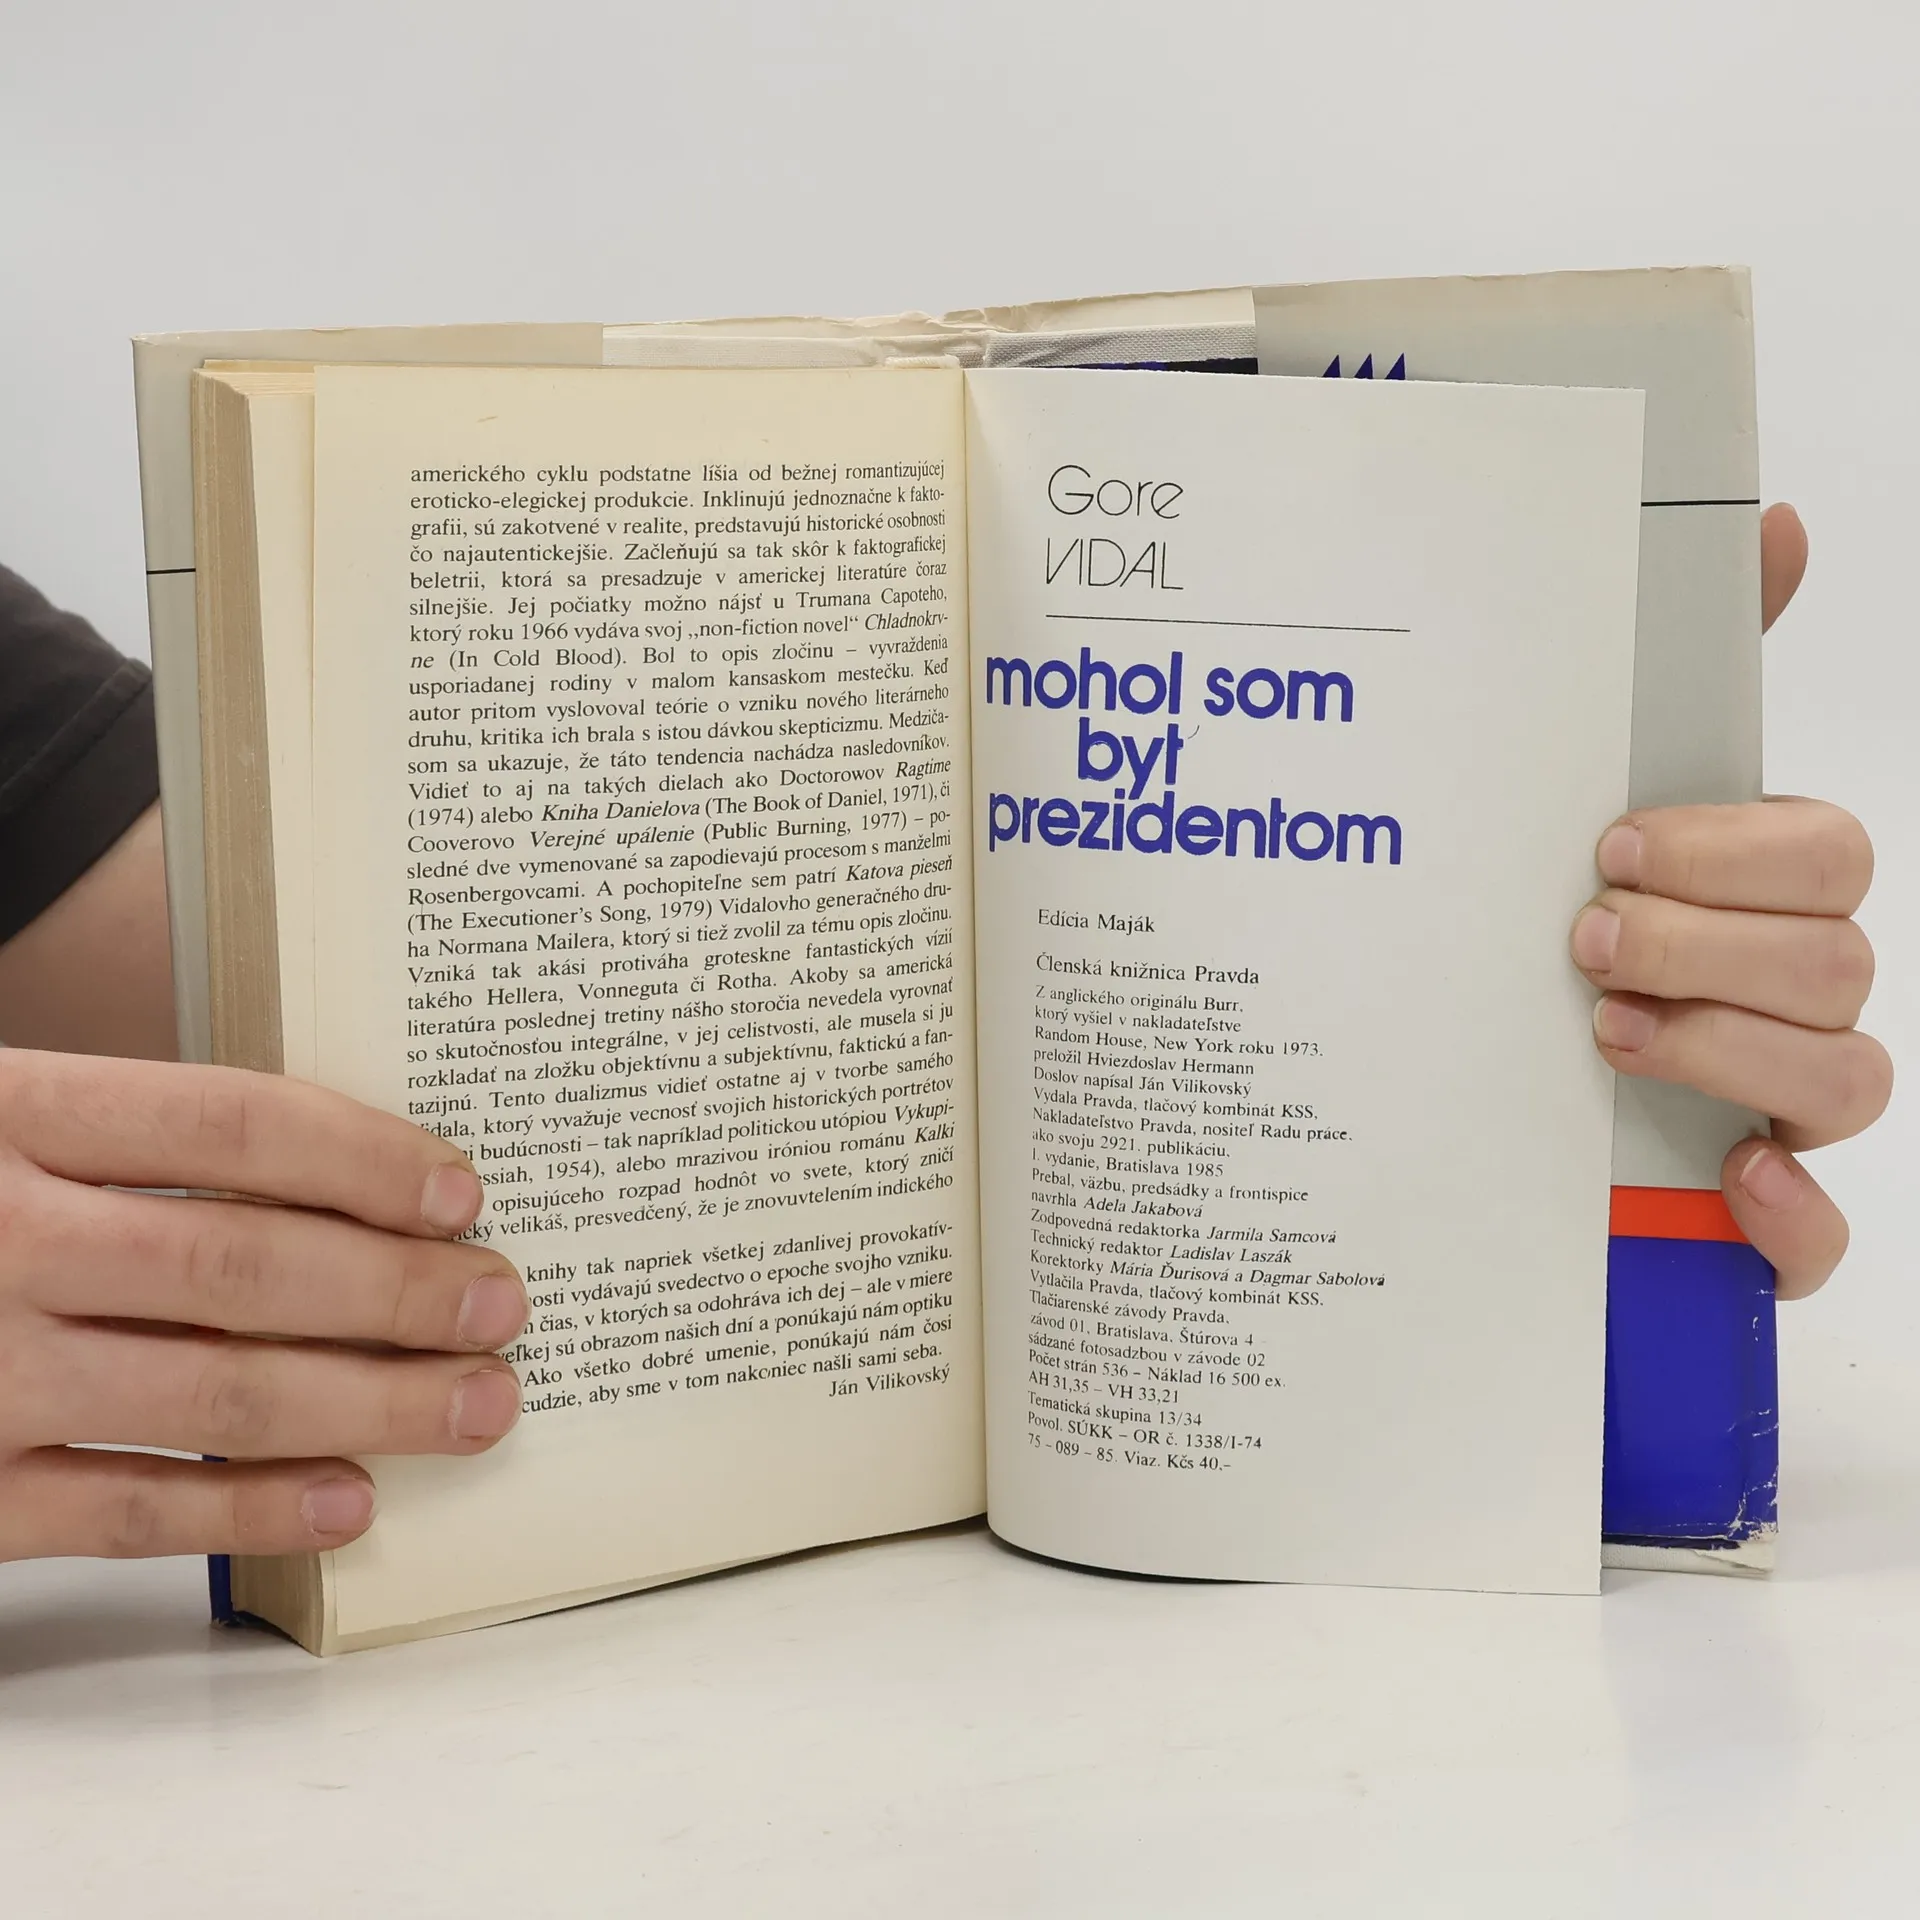 amerického cyklu podstatne líšia od bežnej romantizujúcej
eroticko-elegickej produkcie. Inklinujú jednoznačne k fakto-
grafii, sú zakotvené v realite, predstavujú historické osobnosti
čo najautentickejšie. Začleňujú sa tak skôr k faktografickej
beletrii, ktorá sa presadzuje v americkej literatúre čoraz
silnejšie. Jej počiatky možno nájsť u Trumana Capoteho,
ktorý roku 1966 vydáva svoj „non-fiction novel“ Chladnokrv-
ne (In Cold Blood). Bol to opis zločinu – vyvraždenia
usporiadanej rodiny v malom kansaskom mestečku. Keď
autor pritom vyslovoval teórie o vzniku nového literárneho
druhu, kritika ich brala s istou dávkou skepticizmu. Medziča-
som sa ukazuje, že táto tendencia nachádza nasledovníkov.
Vidieť to aj na takých dielach ako Doctorowov Ragtime
(1974) alebo Kniha Danielova (The Book of Daniel, 1971), či
Cooverovo Verejné upálenie (Public Burning, 1977) – po-
sledné dve vymenované sa zapodievajú procesom s manželmi
Rosenbergovcami. A pochopiteľne sem patrí Katova pieseň
(The Executioner's Song, 1979) Vidalovho generačného dru-
ha Normana Mailera, ktorý si tiež zvolil za tému opis zločinu.
Vzniká tak akási protiváha groteskne fantastických vízií
takého Hellera, Vonneguta či Rotha. Akoby sa americká
literatúra poslednej tretiny nášho storočia nevedela vyrovnať
so skutočnosťou integrálne, v jej celistvosti, ale musela si ju
rozkladať na zložku objektívnu a subjektívnu, faktickú a fan-
tazijnú. Tento dualizmus vidieť ostatne aj v tvorbe samého
idala, ktorý vyvažuje vecnosť svojich historických portrétov
i budúcnosti – tak napríklad politickou utópiou Vykupi-
ssiah, 1954), alebo mrazivou iróniou románu Kalki
opisujúceho rozpad hodnôt vo svete, ktorý zničí
ický velikáš, presvedčený, že je znovuvtelením indického
knihy tak napriek všetkej zdanlivej provokatív-
nosti vydávajú svedectvo o epoche svojho vzniku.
čias, v ktorých sa odohráva ich dej – ale v miere
veľkej sú obrazom našich dní a ponúkajú nám optiku
Ako všetko dobré umenie, ponúkajú nám čosi
cudzie, aby sme v tom nakoniec našli sami seba.
Ján Vilikovský
Gore
VIDAL
mohol som
byť
prezidentom
Edícia Maják
Členská knižnica Pravda
Z anglického originálu Burr,
ktorý vyšiel v nakladateľstve
Random House, New York roku 1973.
preložil Hviezdoslav Hermann
Doslov napísal Ján Vilikovský
Vydala Pravda, tlačový kombinát KSS,
Nakladateľstvo Pravda, nositeľ Radu práce.
ako svoju 2921. publikáciu.
1. vydanie, Bratislava 1985
Prebal, väzbu, predsádky a frontispice
navrhla Adela Jakabová
Zodpovedná redaktorka Jarmila Samcová
Technický redaktor Ladislav Laszák
Korektorky Mária Ďurisová a Dagmar Sabolová
Vytlačila Pravda, tlačový kombinát KSS.
Tlačiarenské závody Pravda,
závod 01, Bratislava, Štúrova 4
sádzané fotosadzbou v závode 02
Počet strán 536 – Náklad 16 500 ex.
AH 31,35 – VH 33,21
Tematická skupina 13/34
Povol. SÚKK – OR č. 1338/I-74
75 – 089 – 85. Viaz. Kčs 40,–